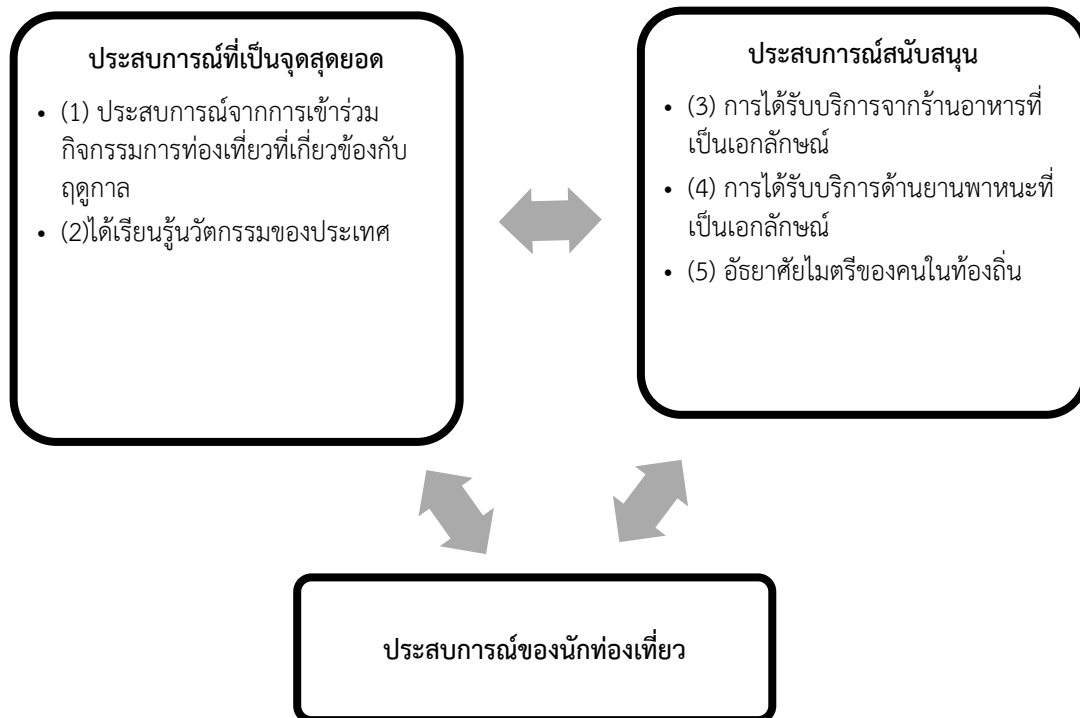 ประสบการณ์ที่เป็นจุดสุดยอด
• (1) ประสบการณ์จากการเข้าร่วม
กิจกรรมการท่องเที่ยวที่เกี่ยวข้องกับ
ฤดูกาล
• (2)ได้เรียนรู้นวัตกรรมของประเทศ
ประสบการณ์สนับสนุน
• (3) การได้รับบริการจากร้านอาหารที่
เป็นเอกลักษณ์
• (4) การได้รับบริการด้านยานพาหนะที่
เป็นเอกลักษณ์
• (5) อัธยาศัยไมตรีของคนในท้องถิ่น
ประสบการณ์ของนักท่องเที่ยว